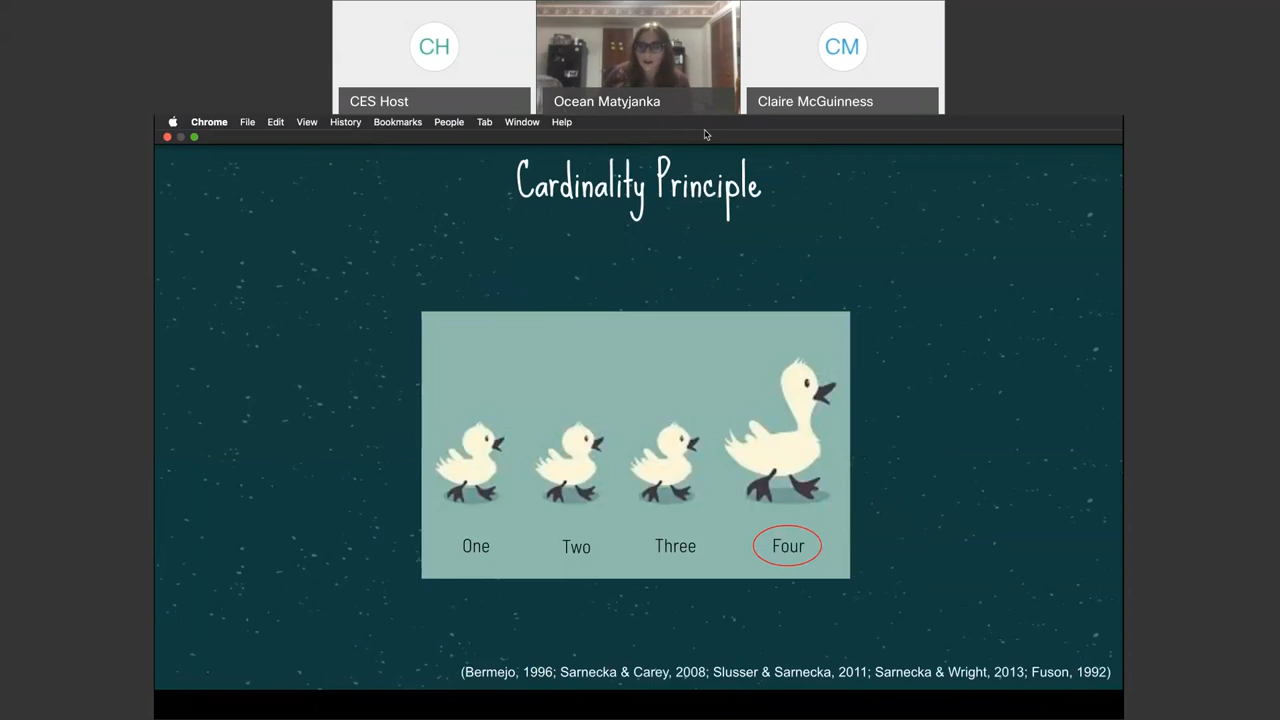 CH
CM
CES Host
Ocean Matyjanka
Claire McGuinness
Chrome File Edit View History Bookmarks People Tab Window Help
Cardinality Principle
One Two Three Four
(Bermejo, 1996; Sarnecka & Carey, 2008; Slusser & Sarnecka, 2011; Sarnecka & Wright, 2013; Fuson, 1992)